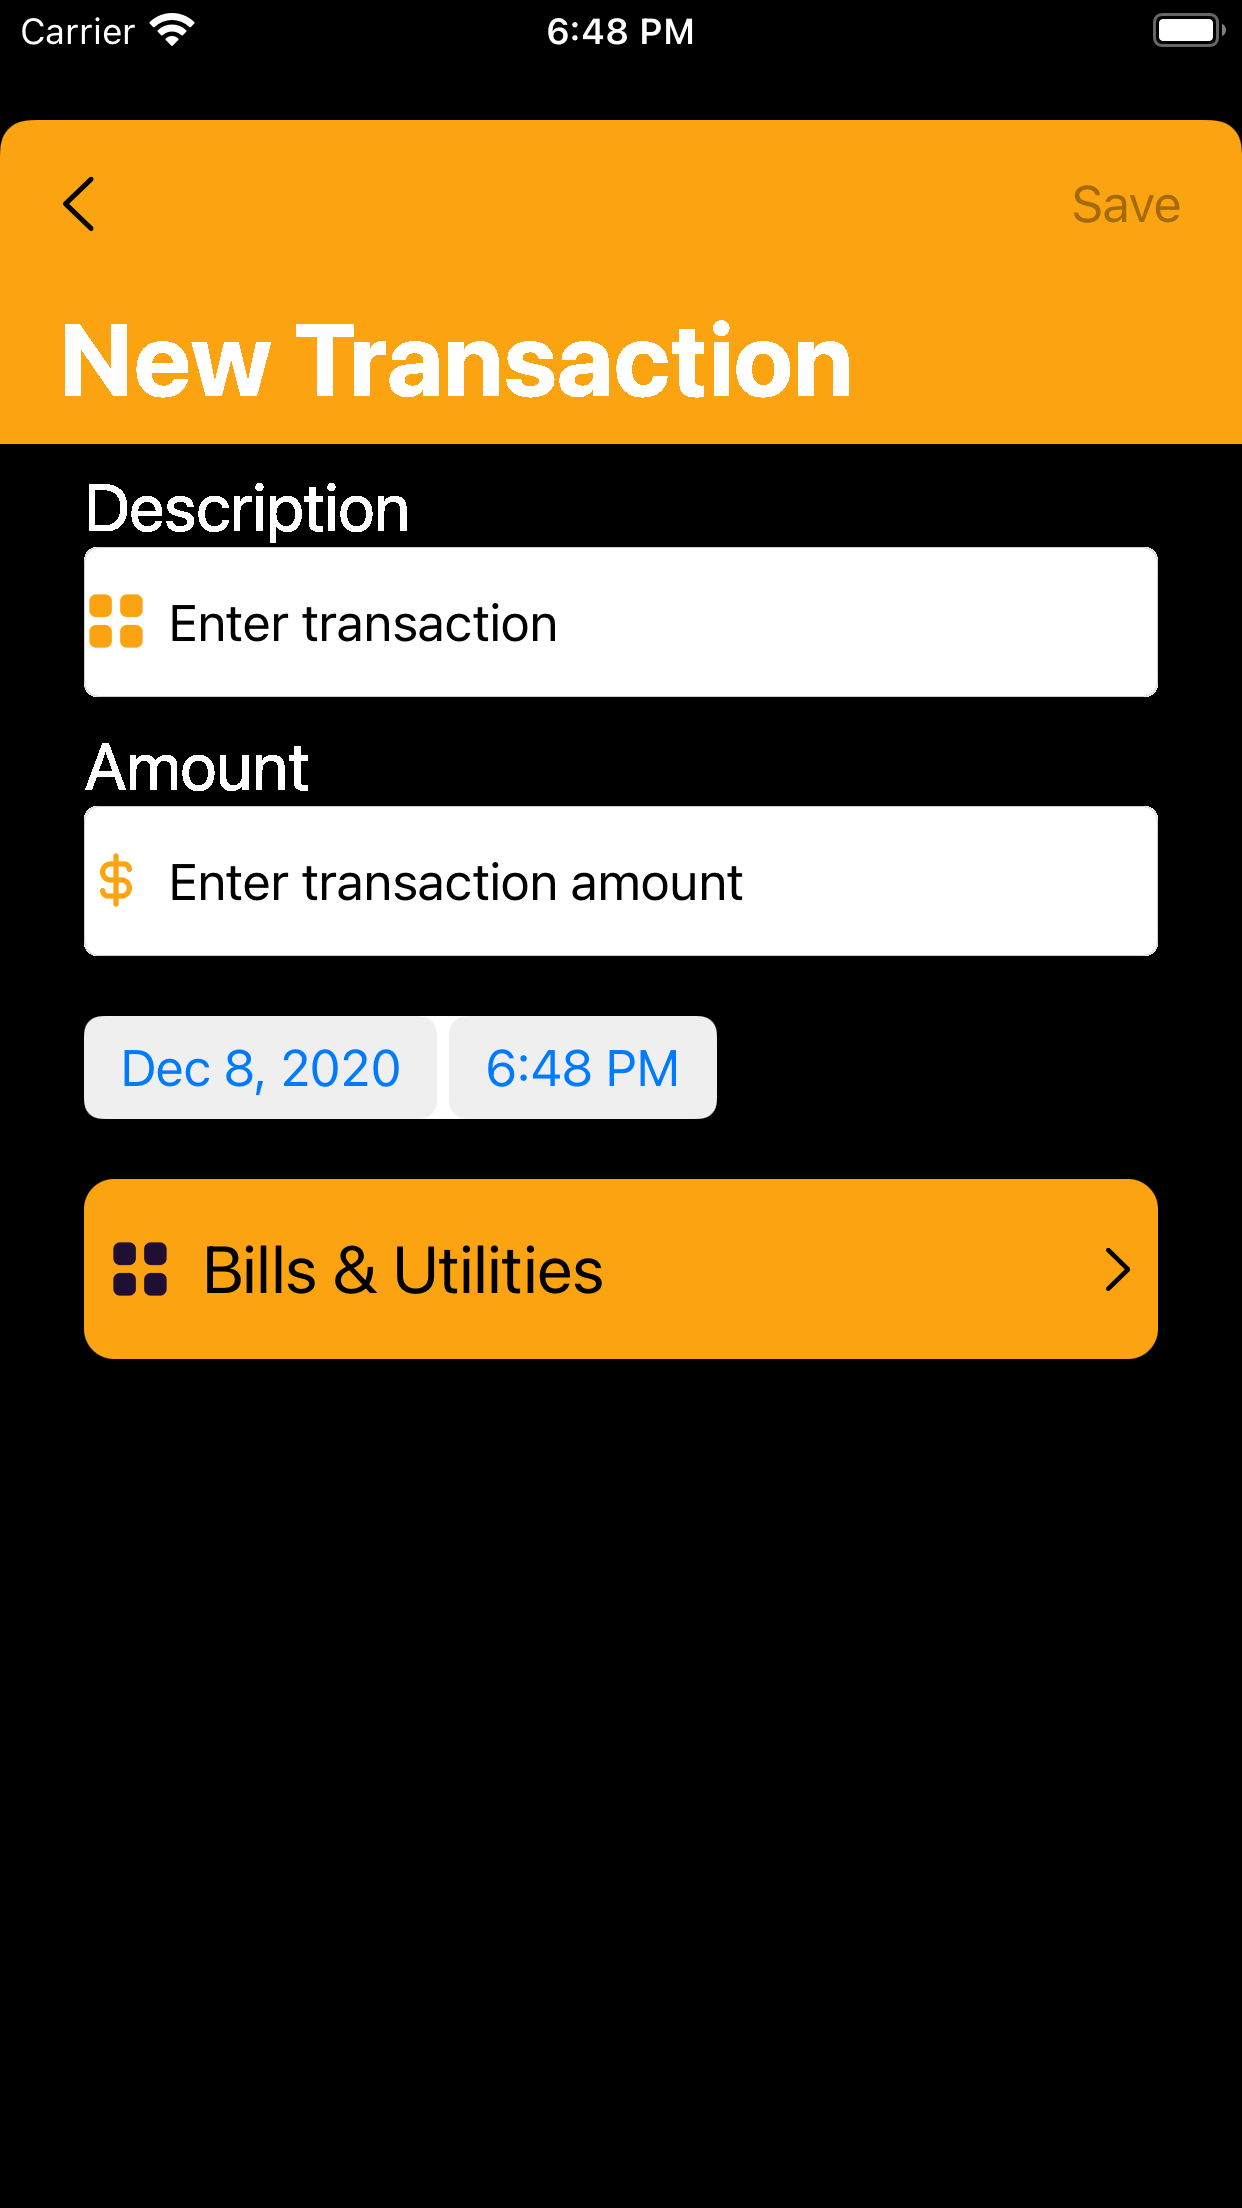 Carrier 6:48 PM
Save
New Transaction
Description
Enter transaction
Amount
$ Enter transaction amount
Dec 8, 2020 6:48 PM
Bills & Utilities